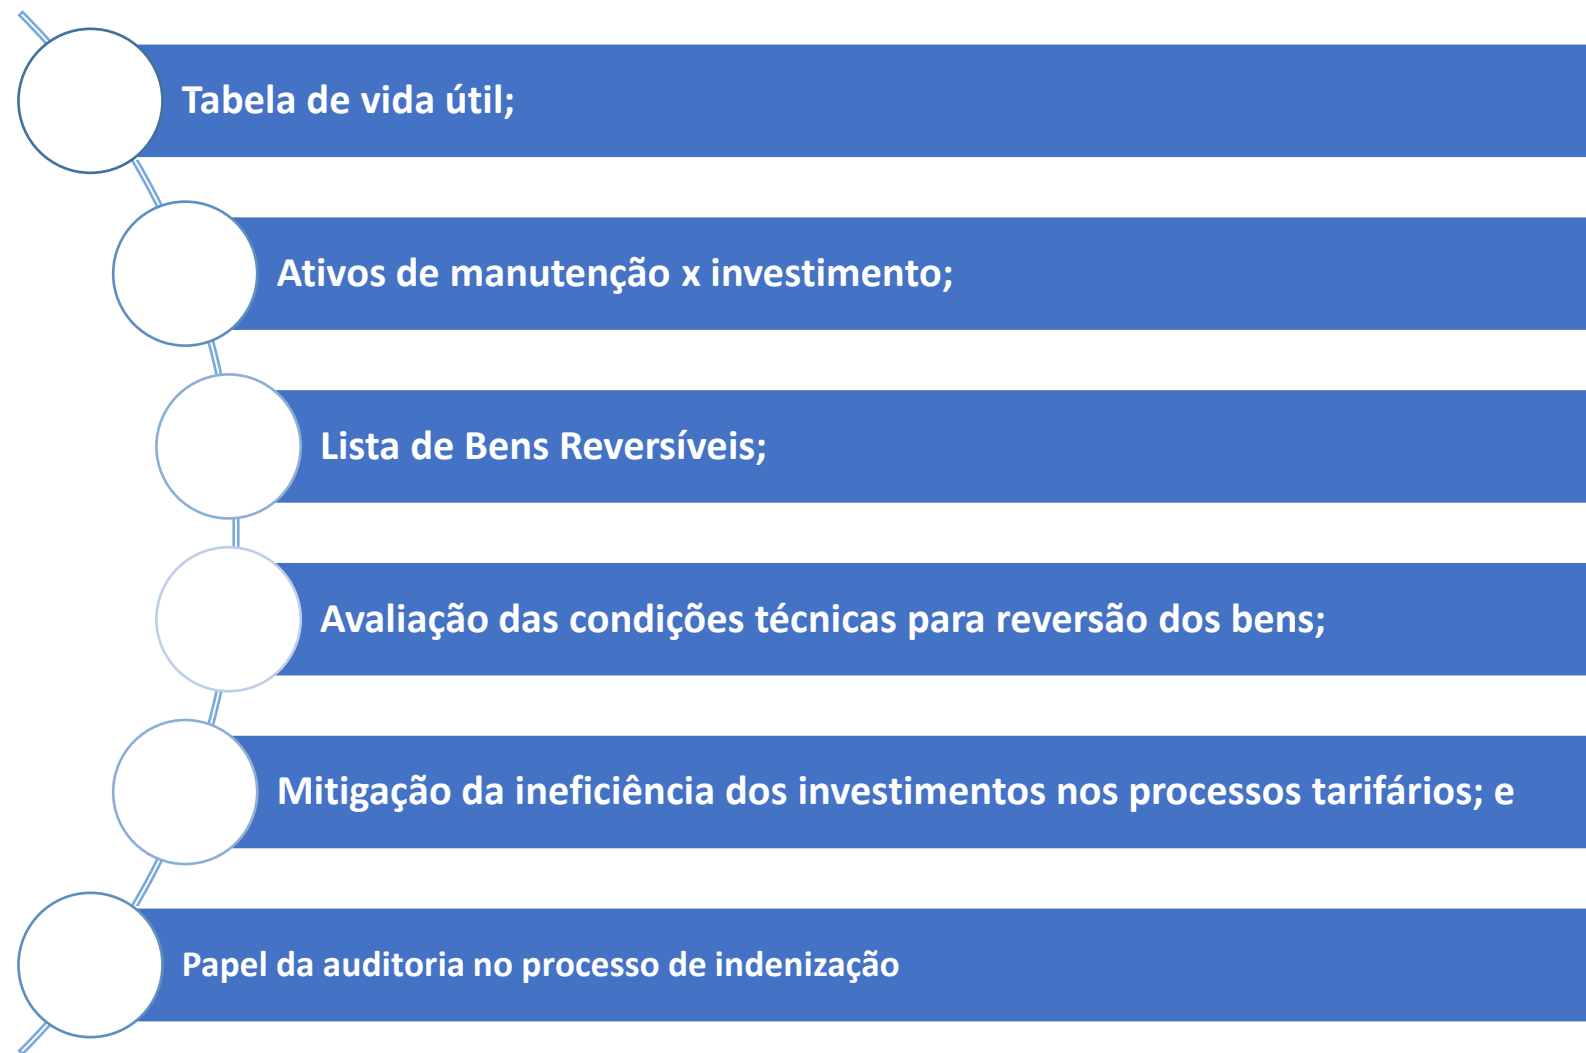 Tabela de vida útil;
Ativos de manutenção x investimento;
Lista de Bens Reversíveis;
Avaliação das condições técnicas para reversão dos bens;
Mitigação da ineficiência dos investimentos nos processos tarifários; e
Papel da auditoria no processo de indenização